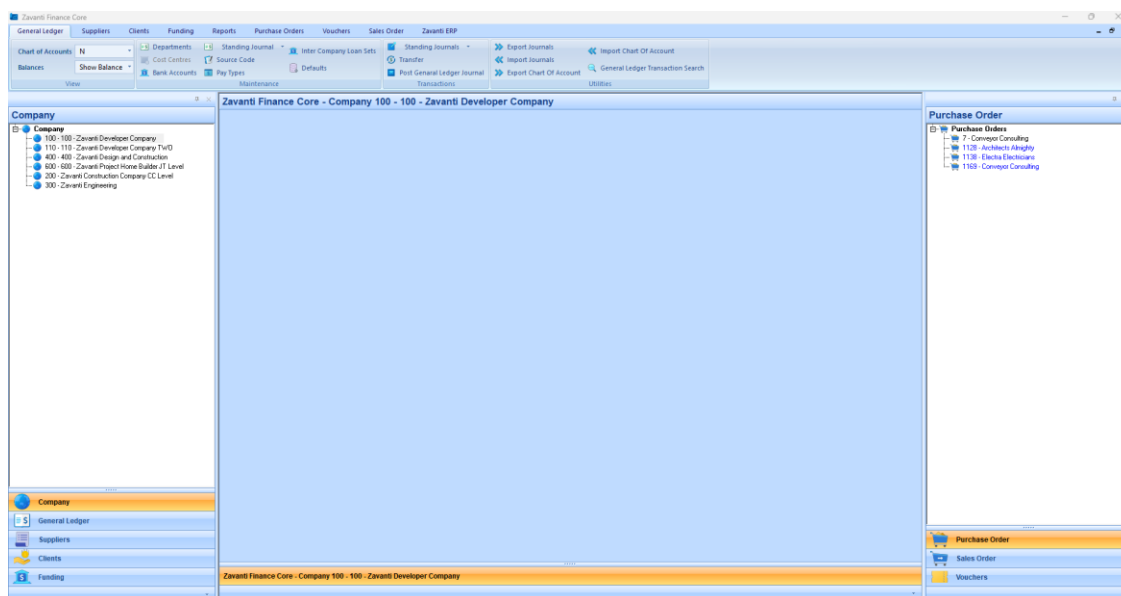 Zavanti Finance Core
General Ledger Suppliers Clients Funding Reports Purchase Orders Vouchers Sales Order Zavanti ERP
Chart of Accounts N
Balances Show Balance
View
Departments
Cost Centres
Bank Accounts
Standing Journal
Source Code
Pay Types
Inter Company Loan Sets
Defaults
Maintenance
Standing Journals
Transfer
Post General Ledger Journal
Transactions
Export Journals
Import Journals
Export Chart Of Account
Import Chart Of Account
General Ledger Transaction Search
Utilities
Company
Company
100 - 100 - Zavanti Developer Company
110 - 110 - Zavanti Developer Company TWO
400 - 400 - Zavanti Design and Construction
600 - 600 - Zavanti Project Home Builder JT Level
200 - Zavanti Construction Company CC Level
300 - Zavanti Engineering
Company
General Ledger
Suppliers
Clients
Funding
Zavanti Finance Core - Company 100 - 100 - Zavanti Developer Company
Zavanti Finance Core - Company 100 - 100 - Zavanti Developer Company
Purchase Order
Purchase Orders
7 - Conveyor Consulting
1128 - Architects Almighty
1138 - Electra Electricians
1169 - Conveyor Consulting
Purchase Order
Sales Order
Vouchers